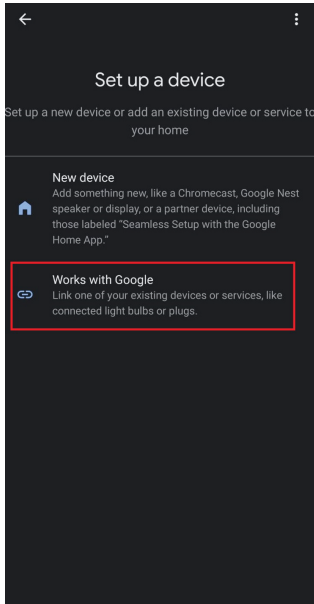 Set up a device
Set up a new device or add an existing device or service to
your home
New device
Add something new, like a Chromecast, Google Nest
speaker or display, or a partner device, including
those labeled "Seamless Setup with the Google
Home App."
Works with Google
Link one of your existing devices or services, like
connected light bulbs or plugs.